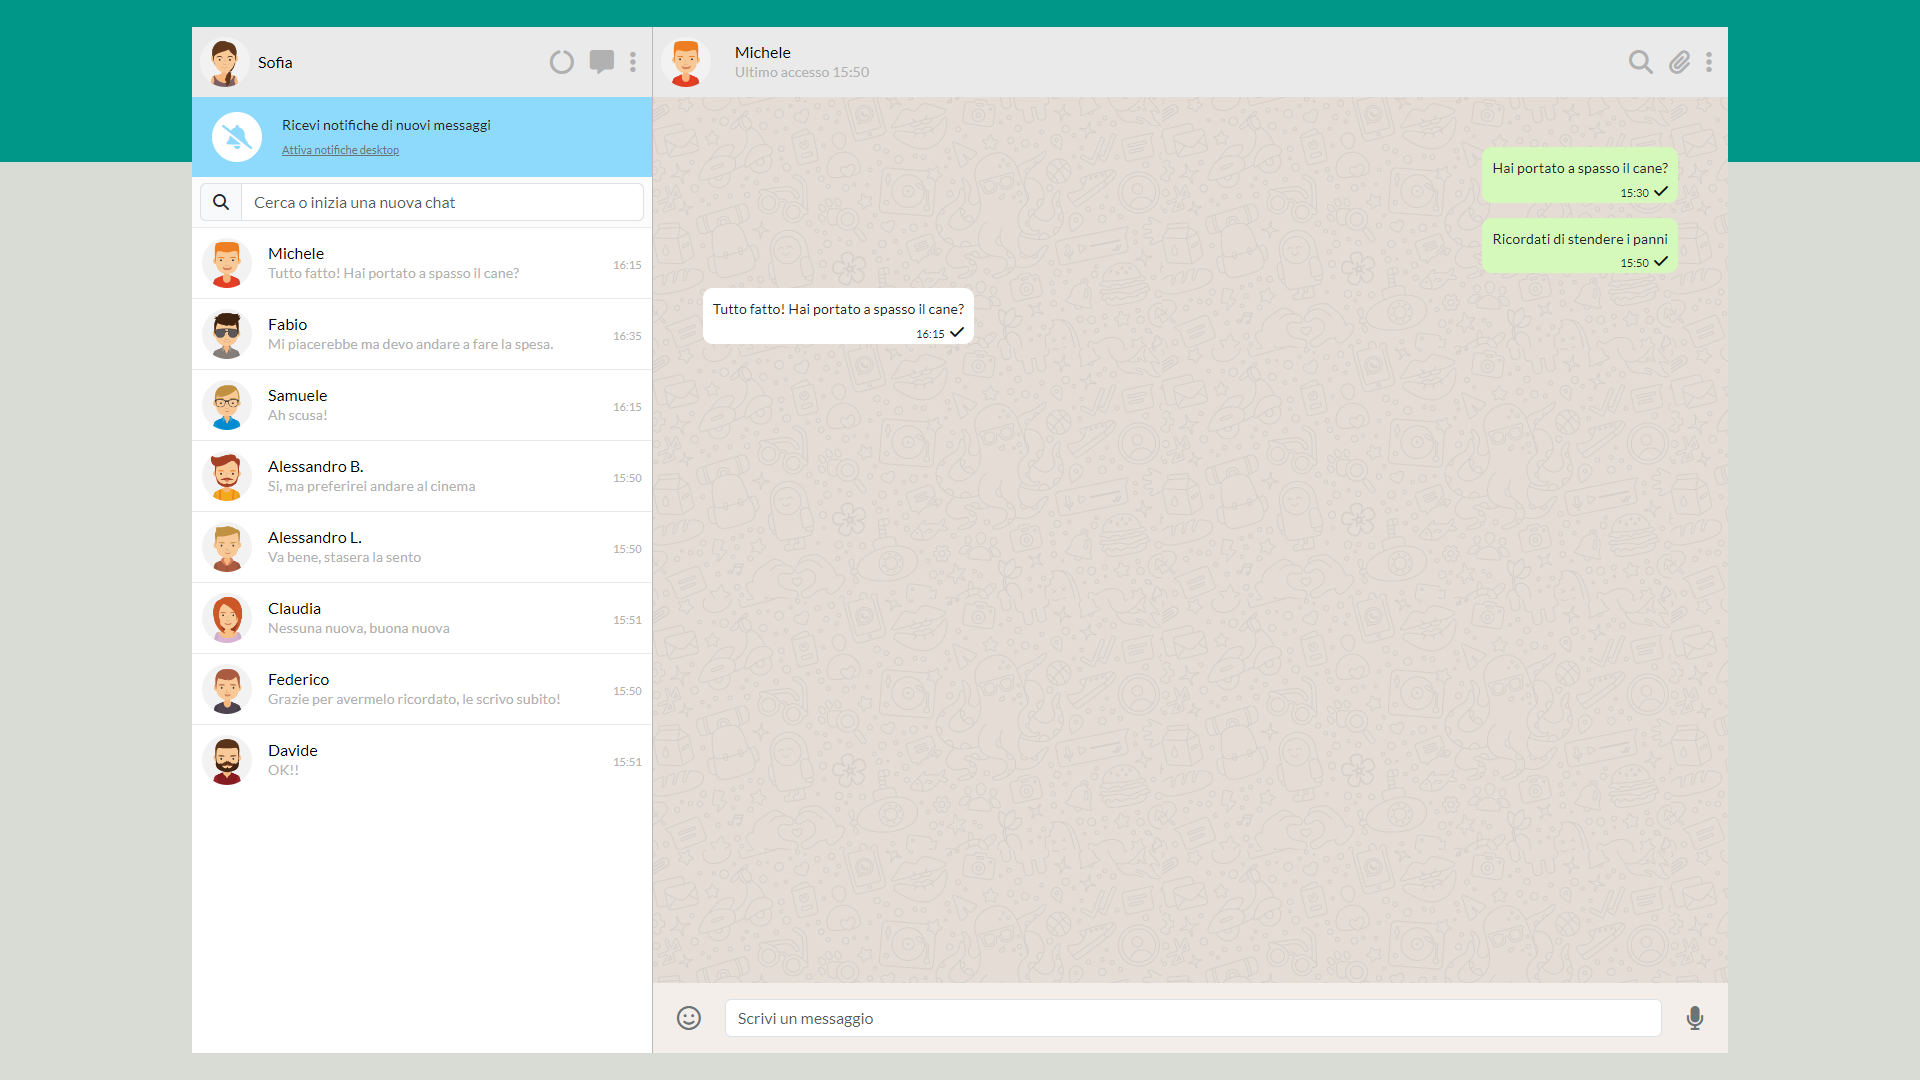 Sofia
Ricevi notifiche di nuovi messaggi
Attiva notifiche desktop
Cerca o inizia una nuova chat
Michele
Tutto fatto! Hai portato a spasso il cane?
16:15
Fabio
Mi piacerebbe ma devo andare a fare la spesa.
16:35
Samuele
Ah scusa!
16:15
Alessandro B.
Si, ma preferirei andare al cinema
15:50
Alessandro L.
Va bene, stasera la sento
15:50
Claudia
Nessuna nuova, buona nuova
15:51
Federico
Grazie per avermelo ricordato, le scrivo subito!
15:50
Davide
OK!!
15:51
Michele
Ultimo accesso 15:50
Hai portato a spasso il cane?
15:30
Ricordati di stendere i panni
15:50
Tutto fatto! Hai portato a spasso il cane?
16:15
Scrivi un messaggio